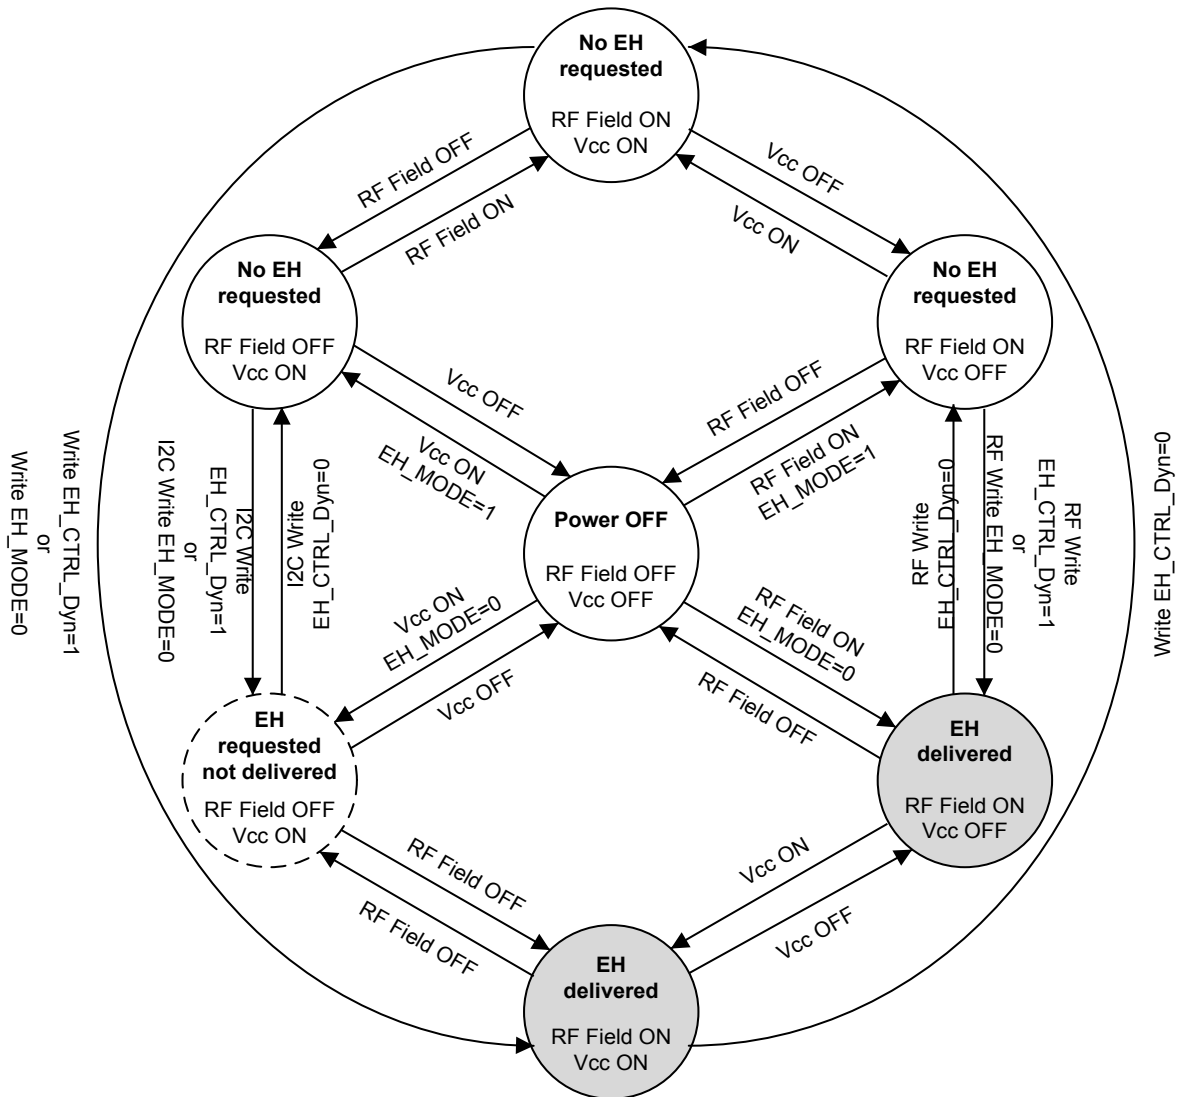 No EH
requested
RF Field ON
Vcc ON
RF Field OFF
RF Field ON
Vcc OFF
Vcc ON
No EH
requested
RF Field OFF
Vcc ON
No EH
requested
RF Field ON
Vcc OFF
Vcc OFF
Vcc ON
EH_MODE=1
RF Field OFF
RF Field ON
EH_MODE=1
Write EH_CTRL_Dyn=1
or
Write EH_MODE=0
I2C Write
EH_CTRL_Dyn=1
or
I2C Write EH_MODE=0
I2C Write
EH_CTRL_Dyn=0
Power OFF
RF Field OFF
Vcc OFF
RF Write
EH_CTRL_Dyn=0
RF Write
EH_CTRL_Dyn=1
or
RF Write EH_MODE=0
Write EH_CTRL_Dyn=0
Vcc ON
EH_MODE=0
Vcc OFF
RF Field ON
EH_MODE=0
RF Field OFF
EH
requested
not delivered
RF Field OFF
Vcc ON
EH
delivered
RF Field ON
Vcc OFF
RF Field OFF
RF Field OFF
Vcc ON
Vcc OFF
EH
delivered
RF Field ON
Vcc ON